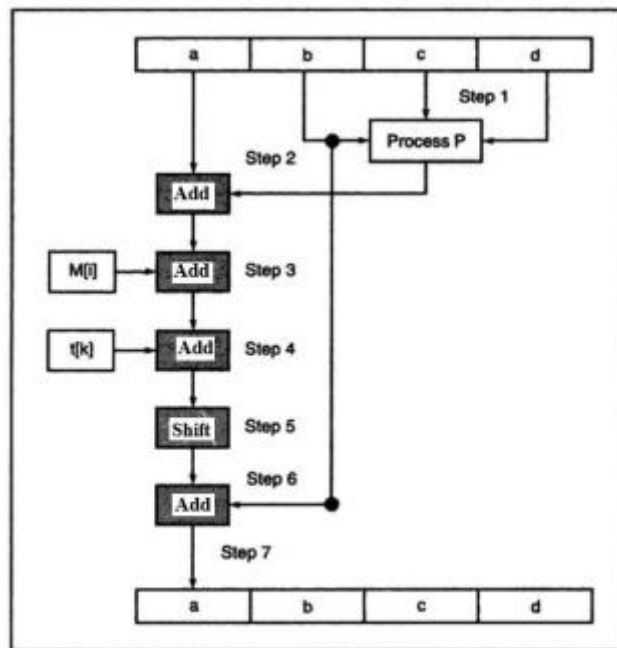 a b c d
Step 1
Process P
Step 2
Add
M[i] Add Step 3
t[k] Add Step 4
Shift Step 5
Step 6
Add
Step 7
a b c d